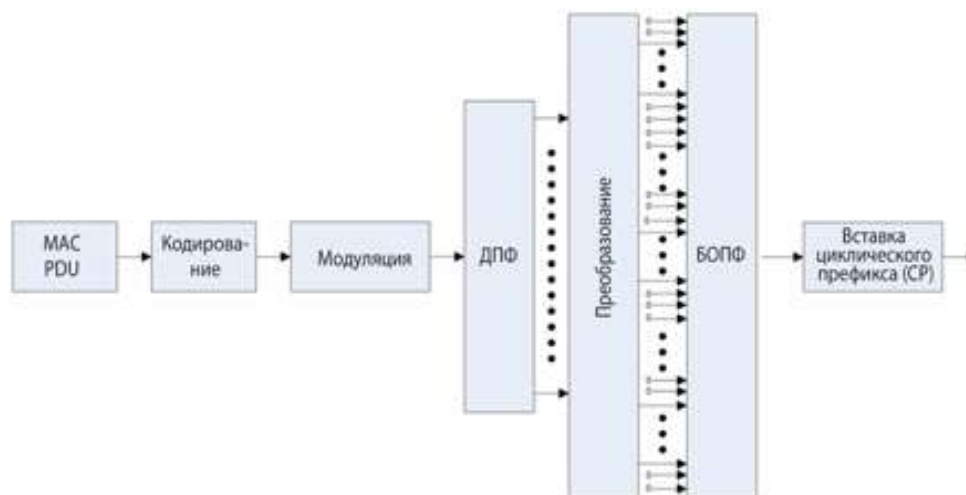 MAC
PDU
Кодирова-
ние
Модуляция
ДПФ
Преобразование
БОПФ
Вставка
циклического
префикса (CP)